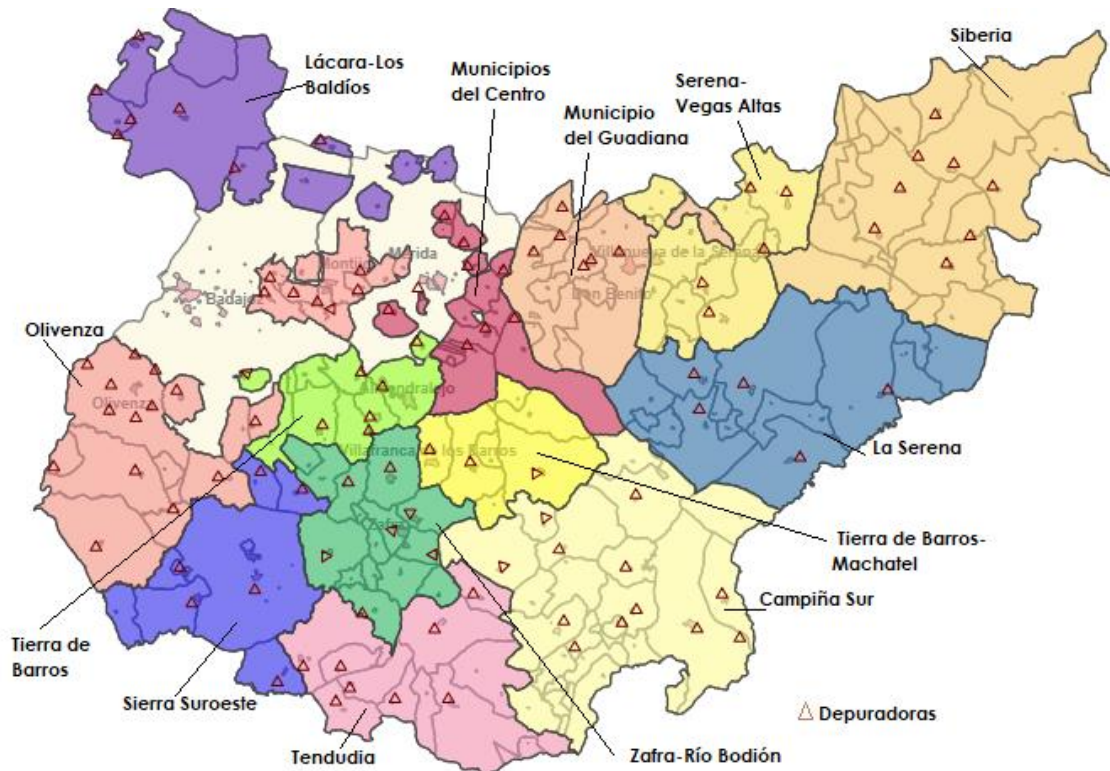 Siberia
Lácara-Los
Baldíos
Municipios
del Centro
Serena-
Vegas Altas
Municipio
del Guadiana
Mérida
Montijo
Villanueva de la Serena
Badajoz
Don Benito
Olivenza
Olivenza
Almendralejo
Villafranca de los Barros
La Serena
Zafra
Tierra de Barros-
Machatel
Campiña Sur
Tierra de
Barros
Sierra Suroeste
Depuradoras
Tendudia
Zafra-Río Bodión